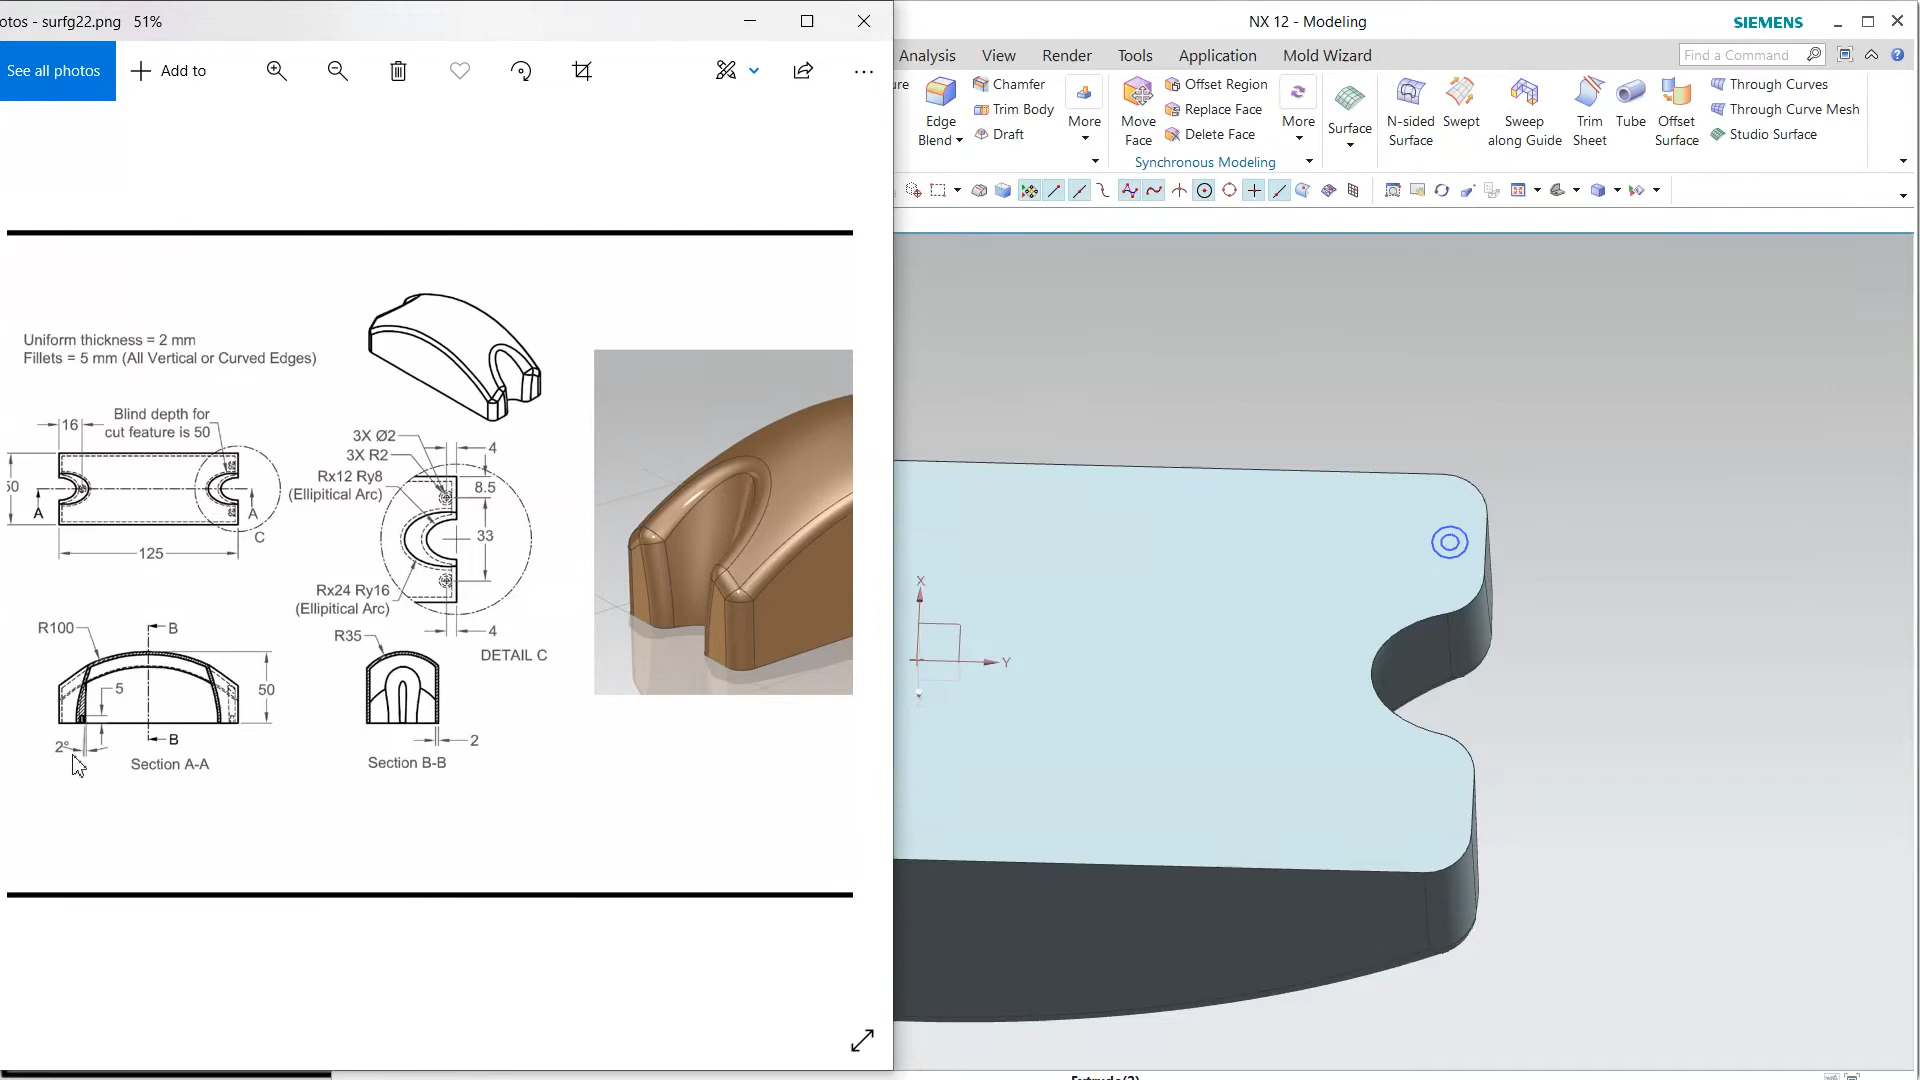 otos - surfg22.png 51%
See all photos
Add to
Uniform thickness = 2 mm
Fillets = 5 mm (All Vertical or Curved Edges)
Blind depth for
cut feature is 50
16
50
A
A
C
125
3X Ø2
3X R2
Rx12 Ry8
(Ellipitical Arc)
4
8.5
33
Rx24 Ry16
(Ellipitical Arc)
4
DETAIL C
R100
B
5
50
2°
B
Section A-A
R35
2
Section B-B
NX 12 - Modeling
SIEMENS
Analysis View Render Tools Application Mold Wizard
Find a Command
Edge
Blend
Chamfer
Trim Body
Draft
More
Move
Face
Offset Region
Replace Face
Delete Face
More
Synchronous Modeling
Surface
N-sided
Surface
Swept
Sweep
along Guide
Trim
Sheet
Tube
Offset
Surface
Through Curves
Through Curve Mesh
Studio Surface
X
Y